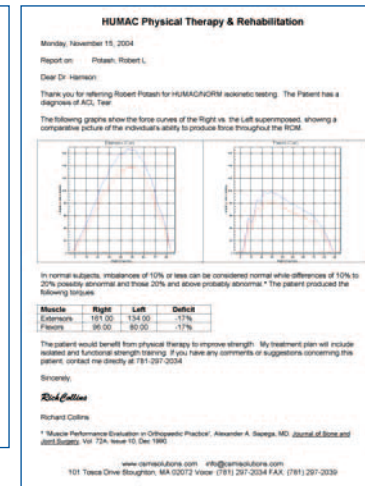 HUMAC Physical Therapy & Rehabilitation
Monday, November 15, 2004
Report on: Potash, Robert L
Dear Dr. Harrison
Thank you for referring Robert Potash for HUMAC/NORM isokinetic testing. The Patient has a
diagnosis of ACL Tear.
The following graphs show the force curves of the Right vs. the Left superimposed, showing a
comparative picture of the individual's ability to produce force throughout the ROM.
In normal subjects, imbalances of 10% or less can be considered normal while differences of 10% to
20% possibly abnormal and those 20% and above probably abnormal.* The patient produced the
following torques:
Muscle Right Left Deficit
Extensors 161.00 134.00 -17%
Flexors 96.00 80.00 -17%
The patient would benefit from physical therapy to improve strength. My treatment plan will include
isolated and functional strength training. If you have any comments or suggestions concerning this
patient, contact me directly at 781-297-2034
Sincerely,
Rich Collins
Richard Collins
* "Muscle Performance Evaluation in Orthopaedic Practice", Alexander A. Sapega, MD, Journal of Bone and
Joint Surgery, Vol. 72A, Issue 10, Dec 1990
www.csmisolutions.com info@csmisolutions.com
101 Tosca Drive Stoughton, MA 02072 Voice: (781) 297-2034 FAX: (781) 297-2039